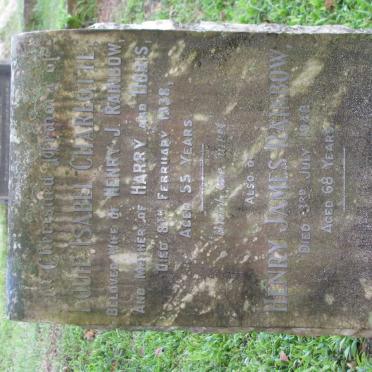 In Cherished Memory of
ISABEL CHARLOTTE,
BELOVED WIFE OF HENRY J. RAINBOW
AND MOTHER OF HARRY AND DORIS
DIED 8TH FEBRUARY 1938,
AGED 55 YEARS
ALSO OF
HENRY JAMES RAINBOW
DIED 3RD JULY 1948
AGED 68 YEARS